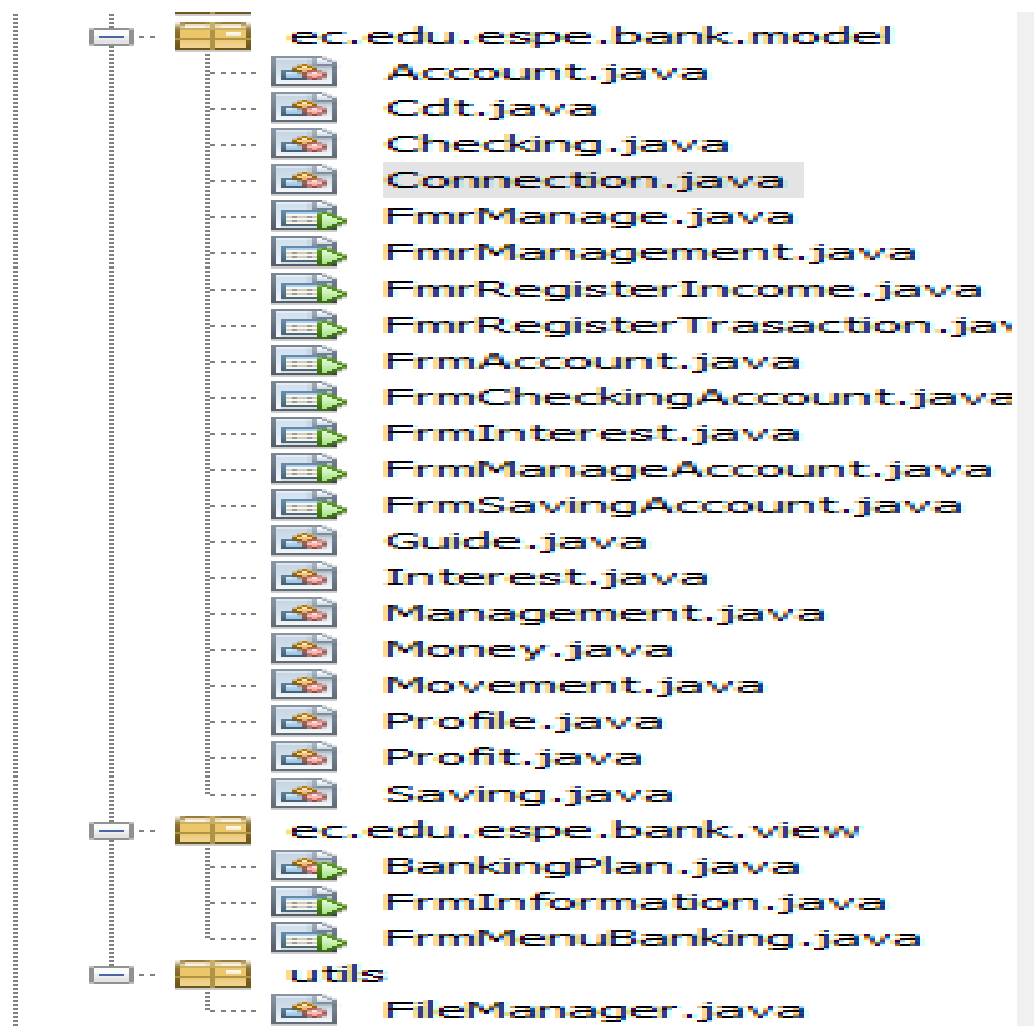 ec.edu.espe.bank.model
Account.java
Cdt.java
Checking.java
Connection.java
FmrManage.java
FmrManagement.java
FmrRegisterIncome.java
FmrRegisterTrasaction.jav
FrmAccount.java
FrmCheckingAccount.java
FrmInterest.java
FrmManageAccount.java
FrmSavingAccount.java
Guide.java
Interest.java
Management.java
Money.java
Movement.java
Profile.java
Profit.java
Saving.java
ec.edu.espe.bank.view
BankingPlan.java
FrmInformation.java
FrmMenuBanking.java
utils
FileManager.java